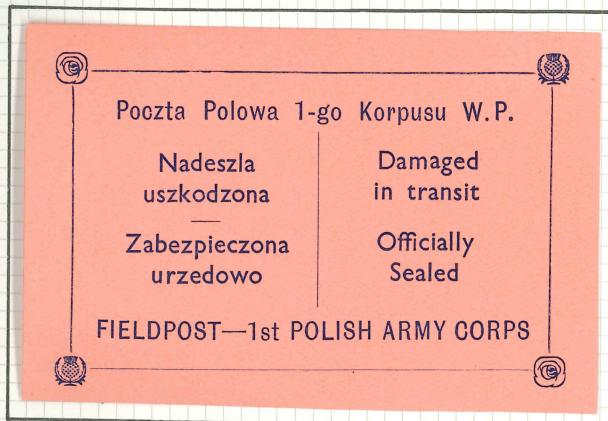 Poczta Polowa 1-go Korpusu W.P.
Nadeszla
uszkodzona
Zabezpieczona
urzedowo
Damaged
in transit
Officially
Sealed
FIELDPOST—1st POLISH ARMY CORPS